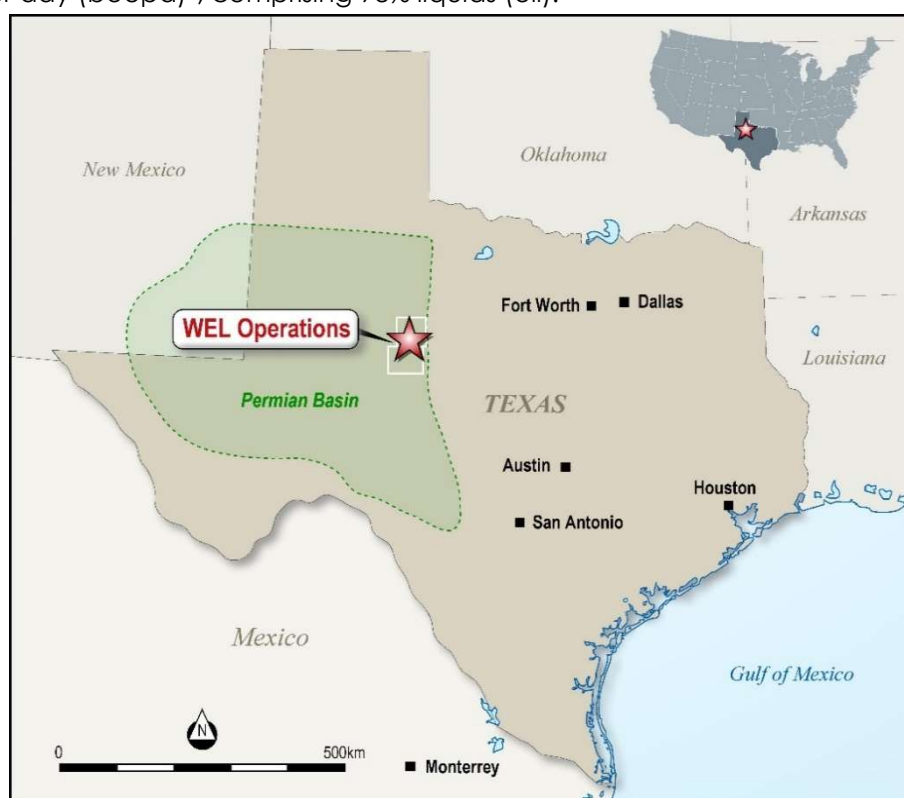 New Mexico
Oklahoma
Arkansas
Fort Worth
Dallas
WEL Operations
Louisiana
Permian Basin
TEXAS
Austin
Houston
San Antonio
Mexico
Gulf of Mexico
N
0
500km
Monterrey